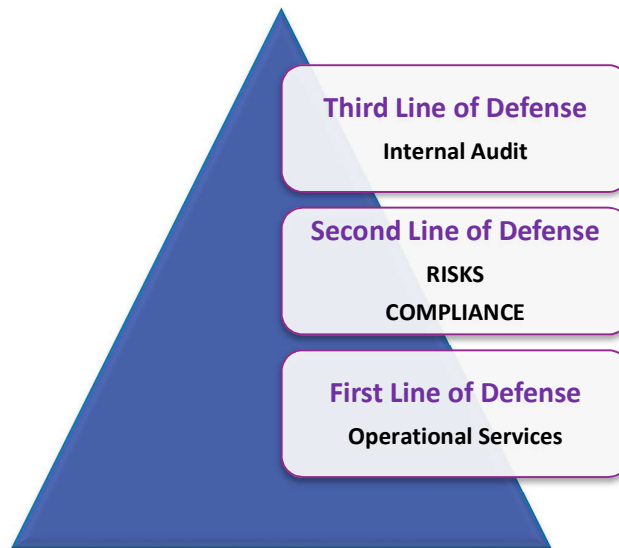 Third Line of Defense
Internal Audit
Second Line of Defense
RISKS
COMPLIANCE
First Line of Defense
Operational Services